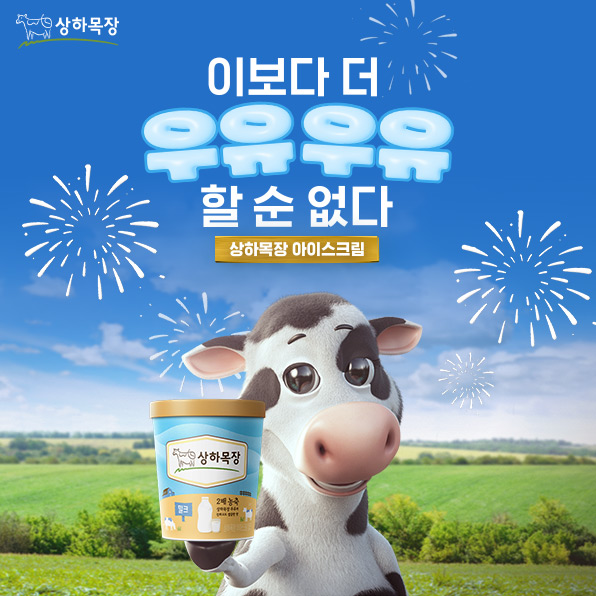 상하목장
이보다 더
우유우유
할 순 없다
상하목장 아이스크림
상하목장
밀크
2배 농축